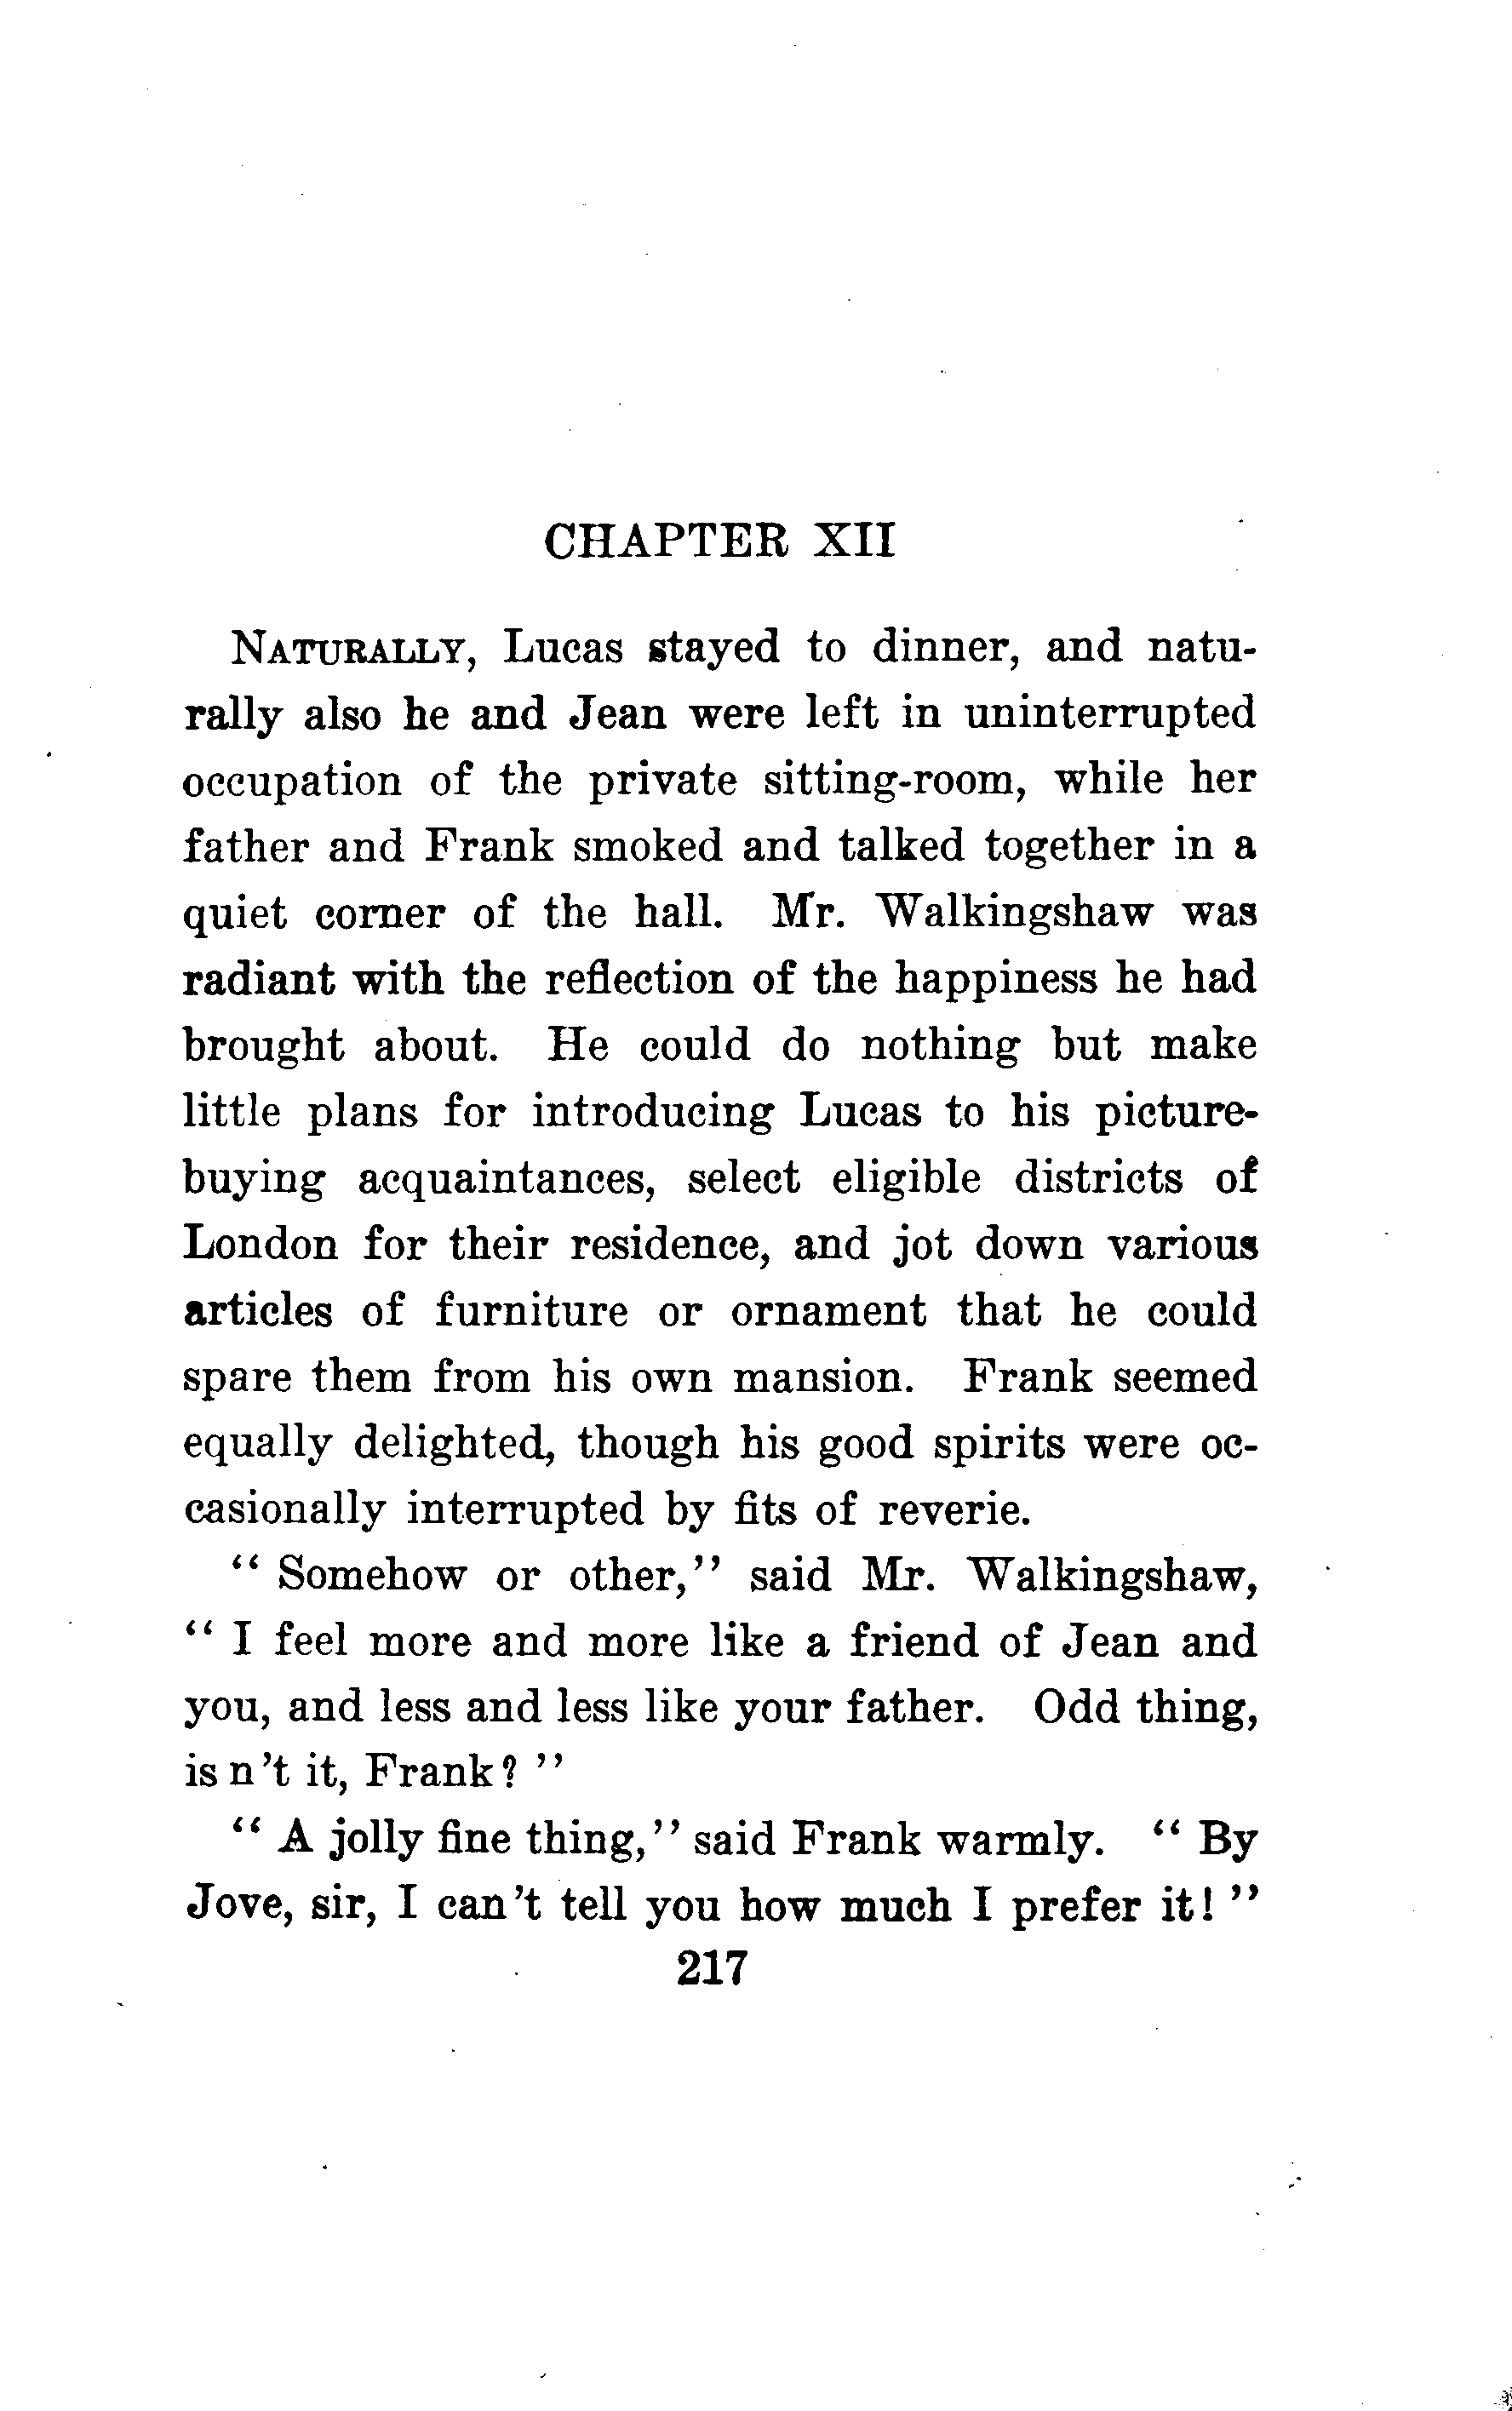 CHAPTER XII
NATURALLY, Lucas stayed to dinner, and natu-
rally also he and Jean were left in uninterrupted
occupation of the private sitting-room, while her
father and Frank smoked and talked together in a
quiet corner of the hall. Mr. Walkingshaw was
radiant with the reflection of the happiness he had
brought about. He could do nothing but make
little plans for introducing Lucas to his picture-
buying acquaintances, select eligible districts of
London for their residence, and jot down various
articles of furniture or ornament that he could
spare them from his own mansion. Frank seemed
equally delighted, though his good spirits were oc-
casionally interrupted by fits of reverie.
" Somehow or other," said Mr. Walkingshaw,
" I feel more and more like a friend of Jean and
you, and less and less like your father. Odd thing,
is n't it, Frank? "
" A jolly fine thing," said Frank warmly. " By
Jove, sir, I can't tell you how much I prefer it! "
217